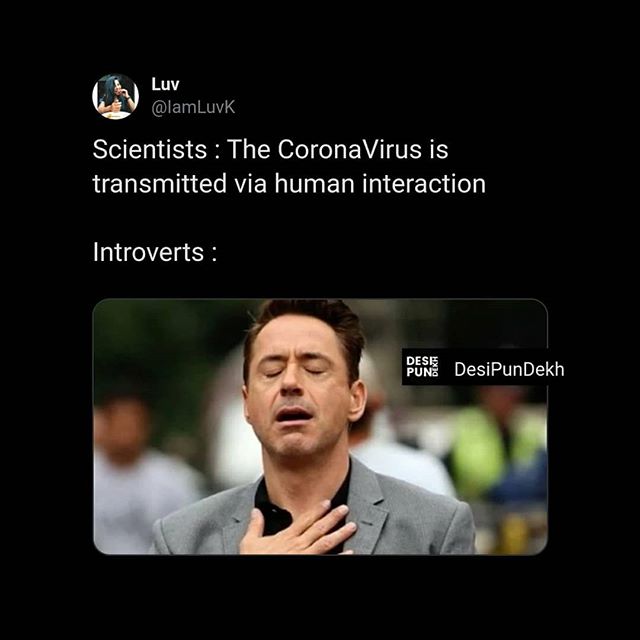 Luv
@IamLuvK
Scientists : The CoronaVirus is
transmitted via human interaction
Introverts :
DESI
PUN
DesiPunDekh